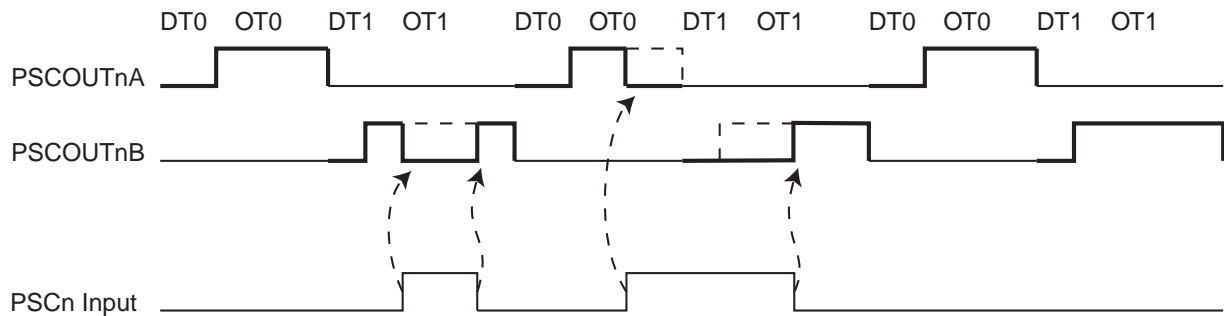 DT0 OT0 DT1 OT1 DT0 OT0 DT1 OT1 DT0 OT0 DT1 OT1
PSCOUTnA
PSCOUTnB
PSCn Input